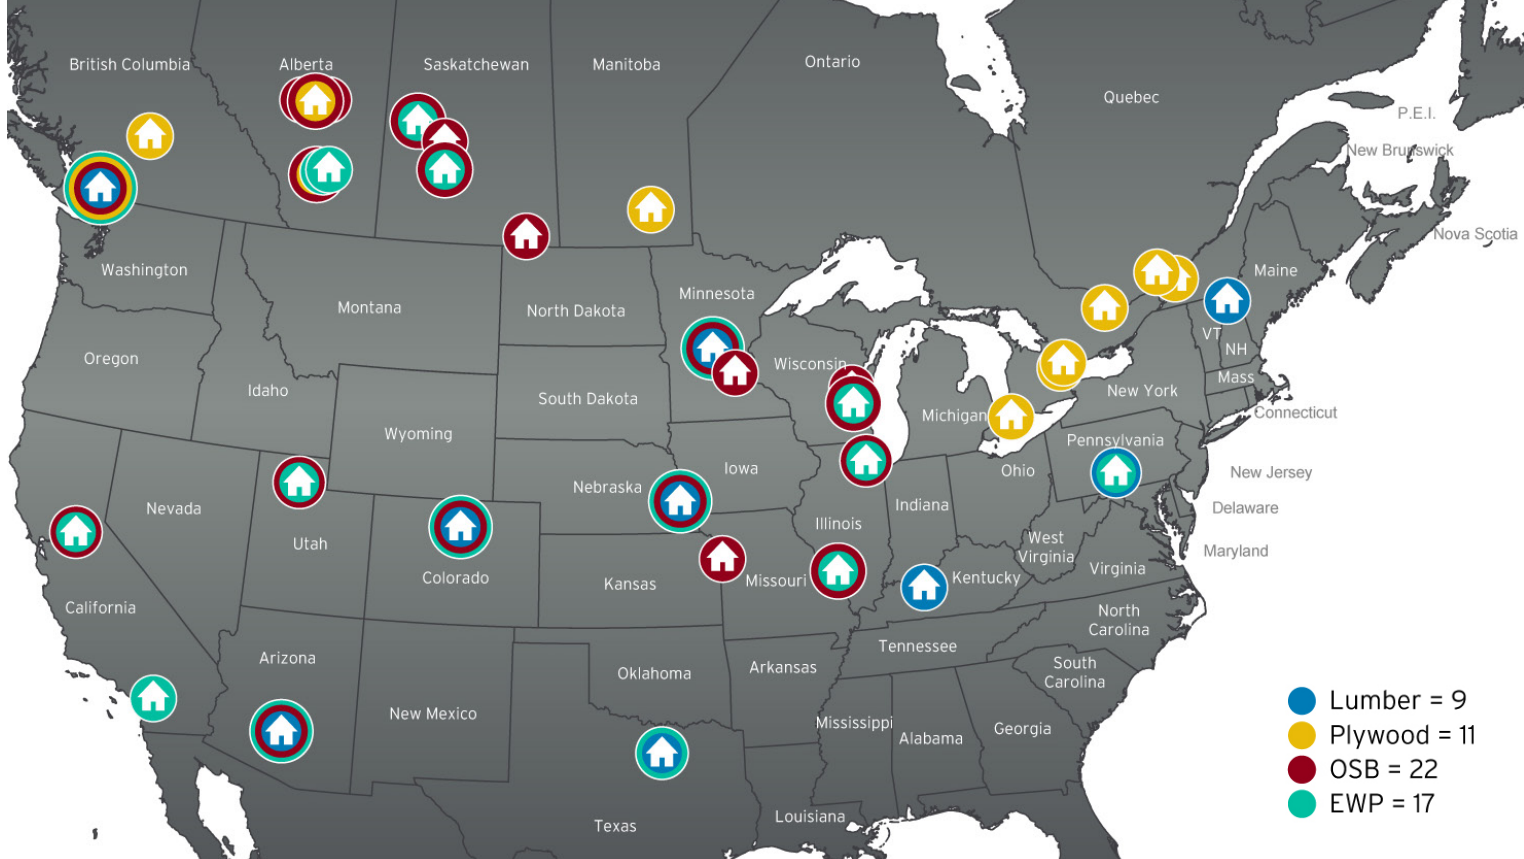 British Columbia
Alberta
Saskatchewan
Manitoba
Ontario
Quebec
P.E.I.
New Brunswick
Nova Scotia
Washington
Montana
North Dakota
Minnesota
Maine
Oregon
Idaho
Wyoming
South Dakota
Wisconsin
Michigan
New York
VT
NH
Mass
Connecticut
Nevada
Utah
Colorado
Nebraska
Iowa
Illinois
Indiana
Ohio
Pennsylvania
New Jersey
Delaware
Maryland
West
Virginia
Virginia
California
Arizona
New Mexico
Kansas
Missouri
Kentucky
Oklahoma
Arkansas
Tennessee
North
Carolina
South
Carolina
Texas
Louisiana
Mississippi
Alabama
Georgia
Lumber = 9
Plywood = 11
OSB = 22
EWP = 17